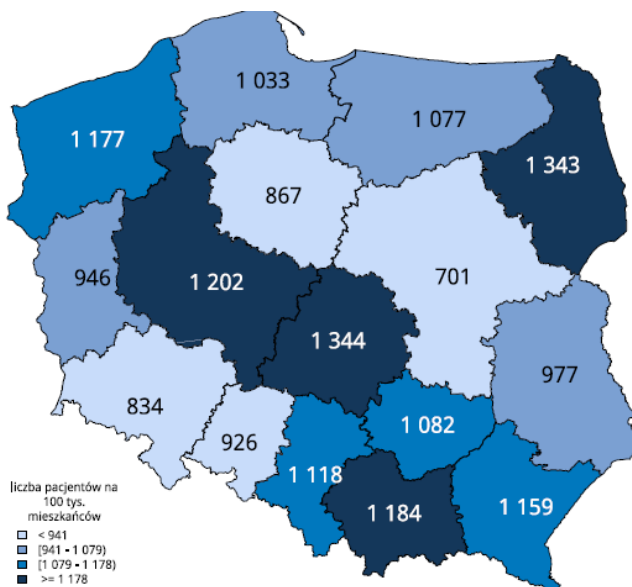 1 033
1 077
1 177
1 343
867
946
1 202
701
1 344
977
834
1 082
926
1 118
1 159
1 184
liczba pacjentów na
100 tys.
mieszkańców
< 941
[941 - 1 079)
[1 079 - 1 178)
>= 1 178